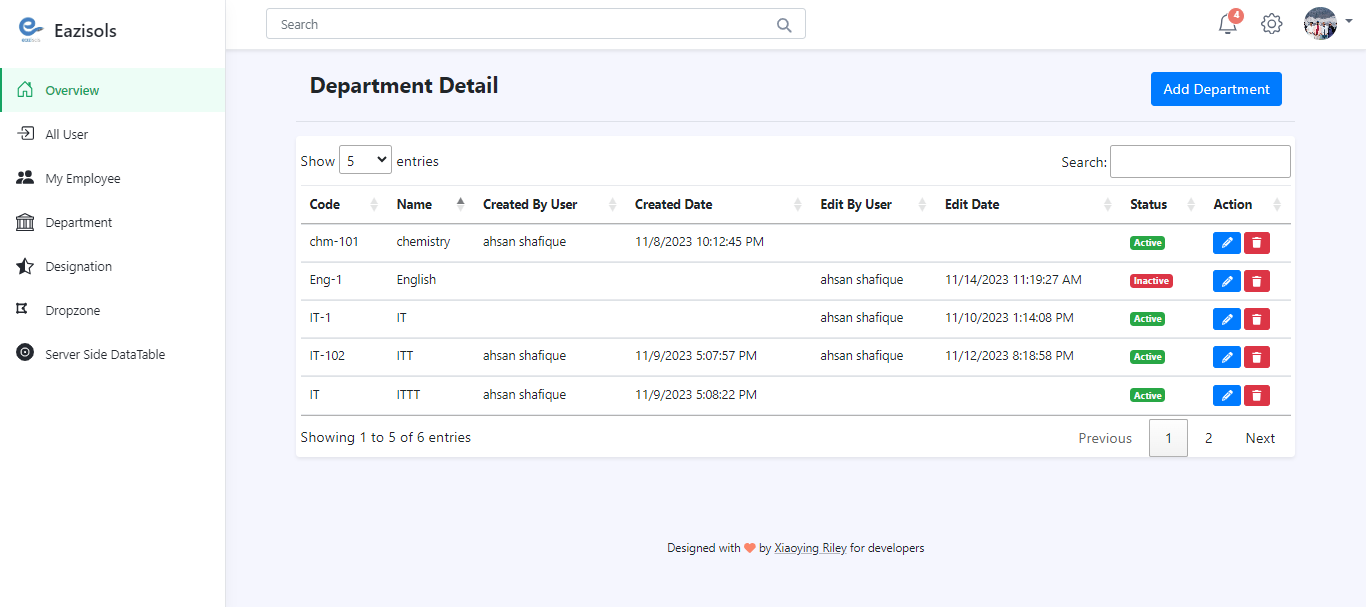 Eazisols
Search
4
Overview
All User
My Employee
Department
Designation
Dropzone
Server Side DataTable
Department Detail
Add Department
Show 5 entries
Search:
Code Name Created By User Created Date Edit By User Edit Date Status Action
chm-101 chemistry ahsan shafique 11/8/2023 10:12:45 PM Active
Eng-1 English ahsan shafique 11/14/2023 11:19:27 AM Inactive
IT-1 IT ahsan shafique 11/10/2023 1:14:08 PM Active
IT-102 ITT ahsan shafique 11/9/2023 5:07:57 PM ahsan shafique 11/12/2023 8:18:58 PM Active
IT ITTT ahsan shafique 11/9/2023 5:08:22 PM Active
Showing 1 to 5 of 6 entries
Previous 1 2 Next
Designed with ❤ by Xiaoying Riley for developers